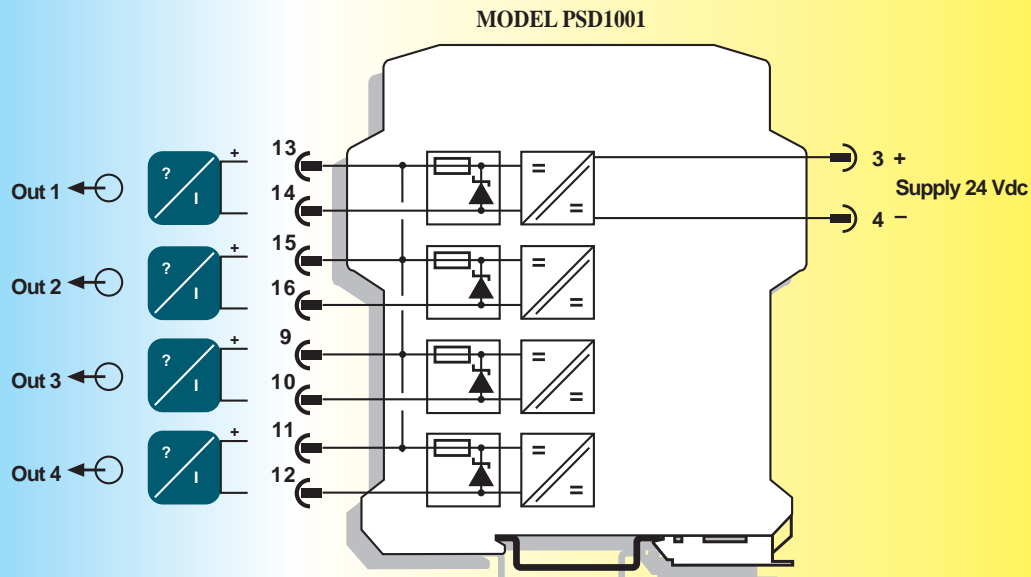 MODEL PSD1001
13
+
?
I
Out 1
14
3 +
Supply 24 Vdc
4 –
=
=
15
+
?
I
Out 2
16
=
=
9
+
?
I
Out 3
10
=
=
11
+
?
I
Out 4
12
=
=